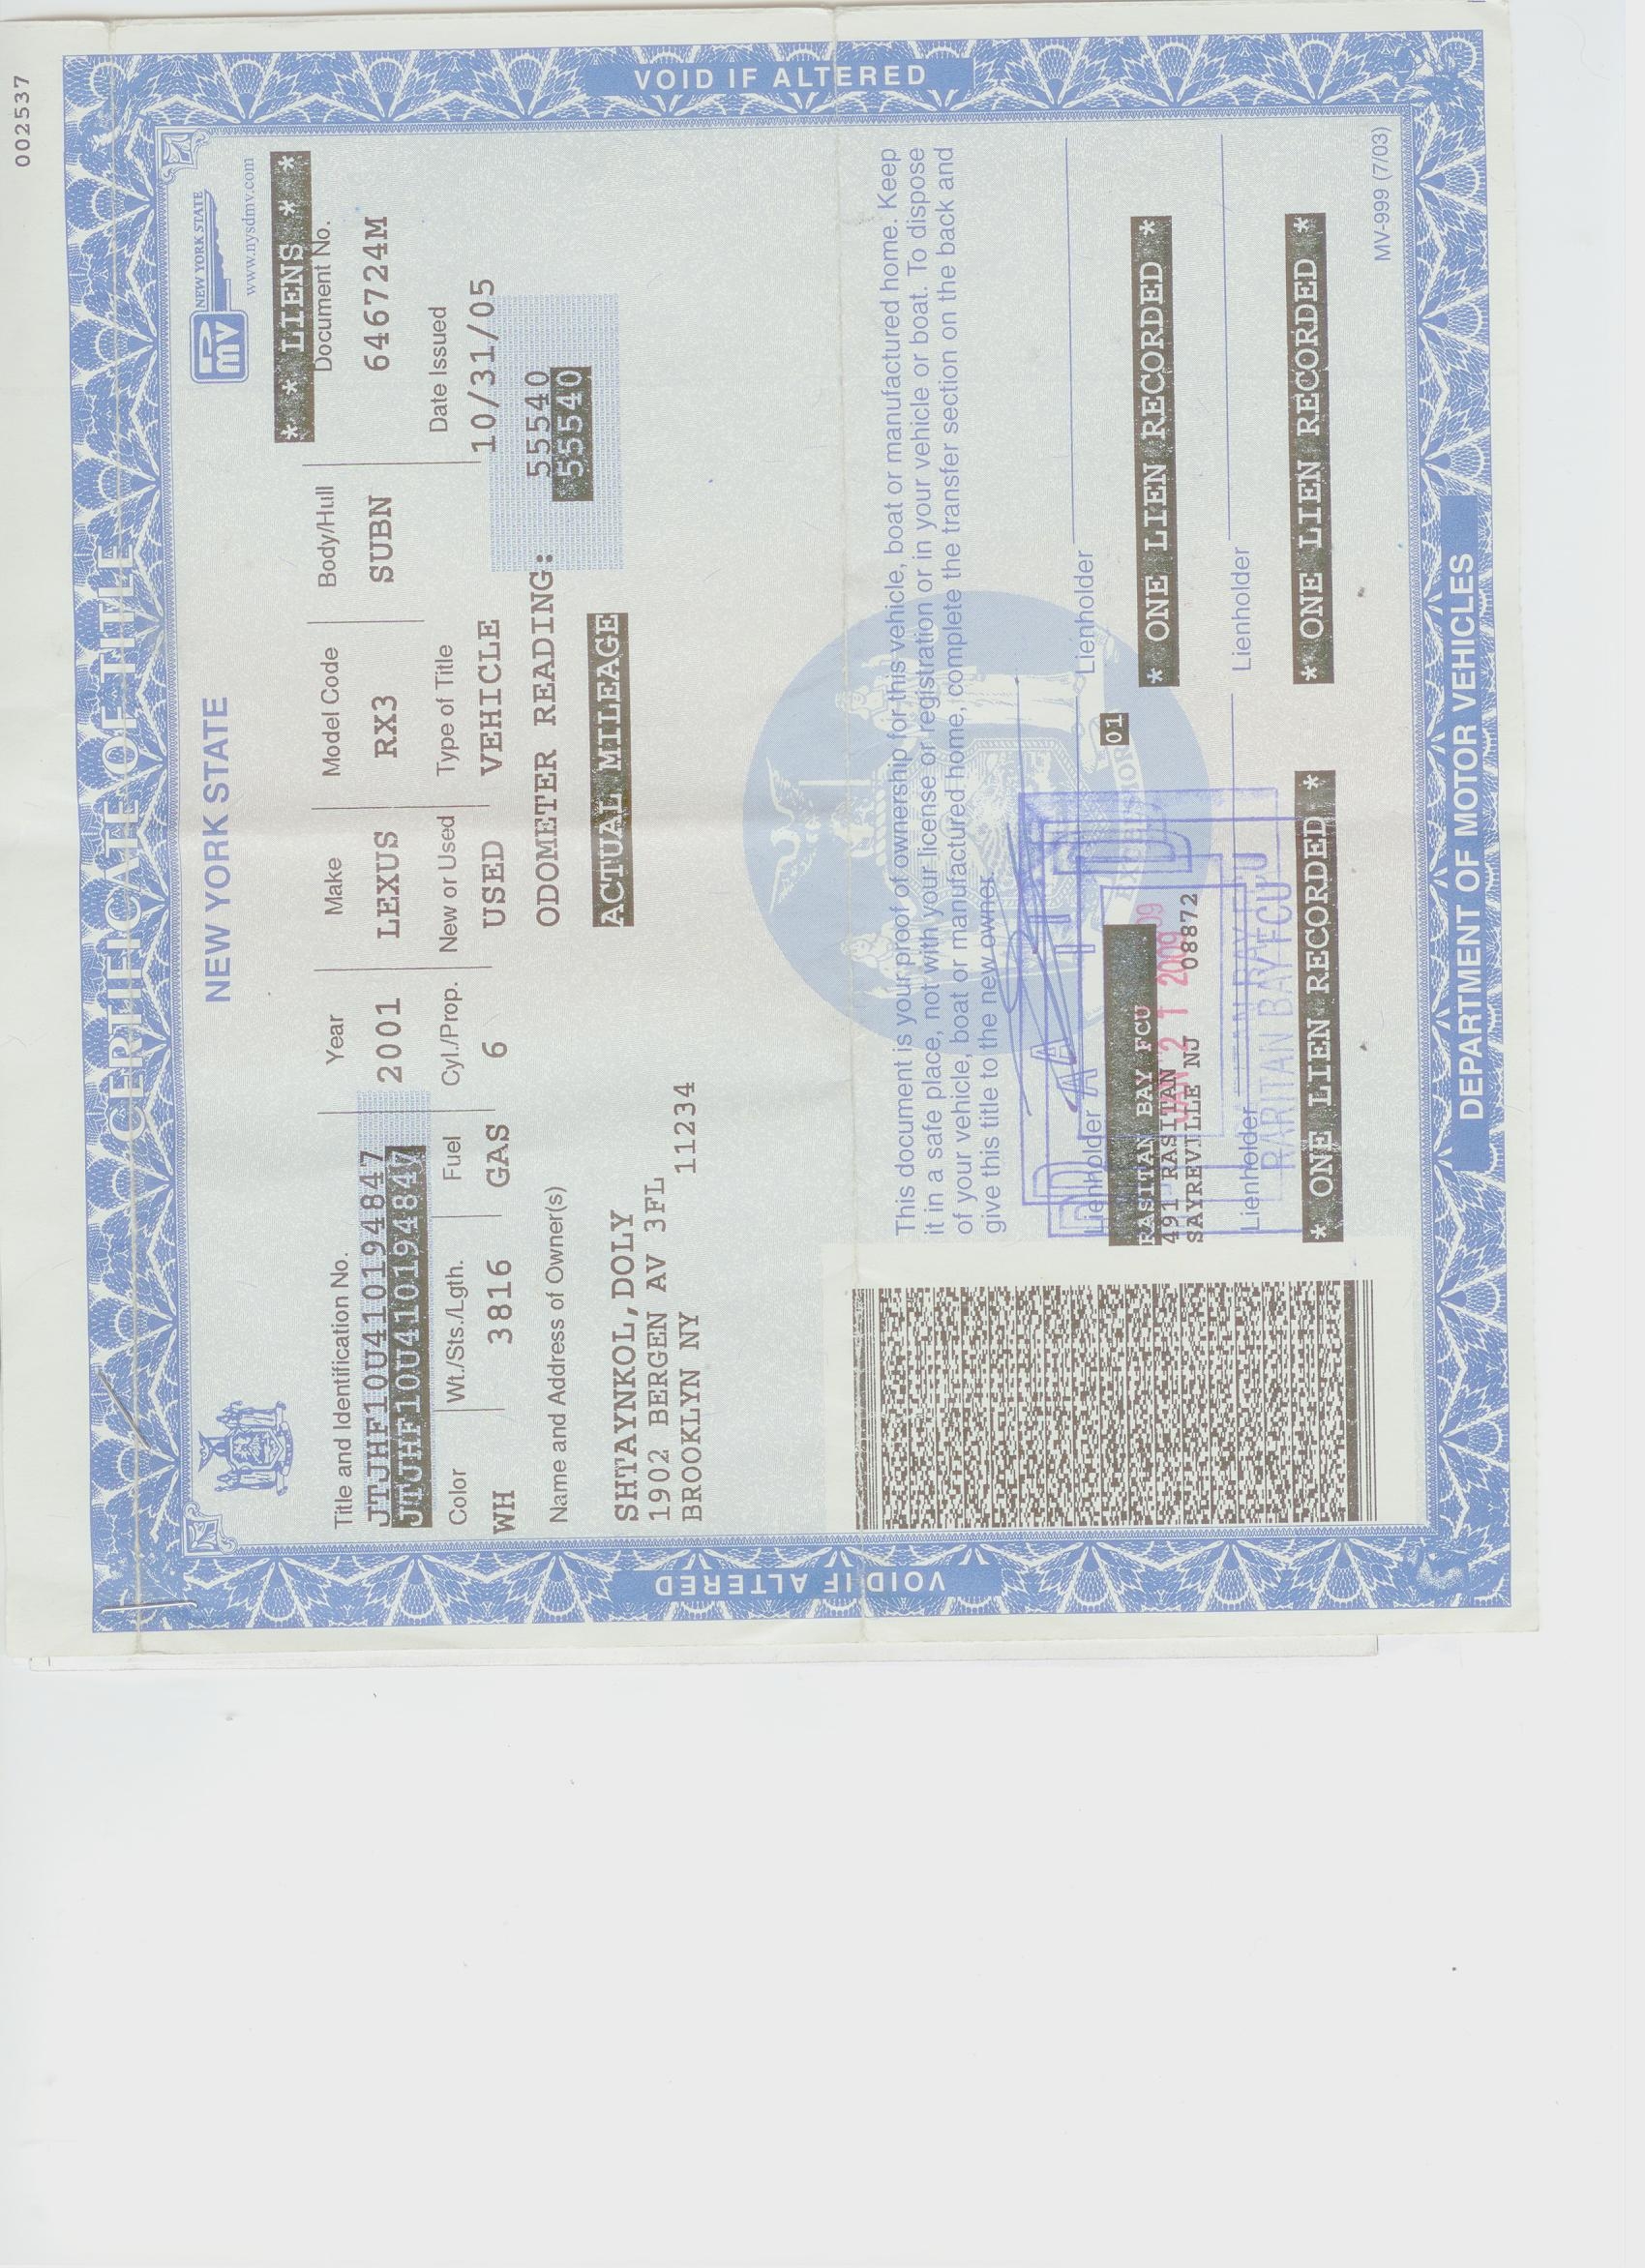 002537
CERTIFICATE OF TITLE
NEW YORK STATE
DMV NEW YORK STATE
www.nysdmv.com
* * LIENS * *
Title and Identification No. Year Make Model Code Body/Hull Document No.
JTJHF10U410194847 2001 LEXUS RX3 SUBN 646724M
JTJHF10U410194847
Color Wt./Sts./Lgth. Fuel Cyl./Prop. New or Used Type of Title Date Issued
WH 3816 GAS 6 USED VEHICLE 10/31/05
Name and Address of Owner(s)
ODOMETER READING: 55540
55540
ACTUAL MILEAGE
SHTAYNKOL,DOLY
1902 BERGEN AV 3FL
BROOKLYN NY 11234
VOID IF ALTERED
VOID IF ALTERED
This document is your proof of ownership for this vehicle, boat or manufactured home. Keep
it in a safe place, not with your license or registration or in your vehicle or boat. To dispose
of your vehicle, boat or manufactured home, complete the transfer section on the back and
give this title to the new owner.
PAID
Lienholder Lienholder
01
RASITAN BAY FCU
* ONE LIEN RECORDED *
491 RASITAN
JAN 2 1 2009
SAYREVILLE NJ 08872
Lienholder Lienholder
RARITAN BAY FCU
* ONE LIEN RECORDED * * ONE LIEN RECORDED *
MV-999 (7/03)
DEPARTMENT OF MOTOR VEHICLES